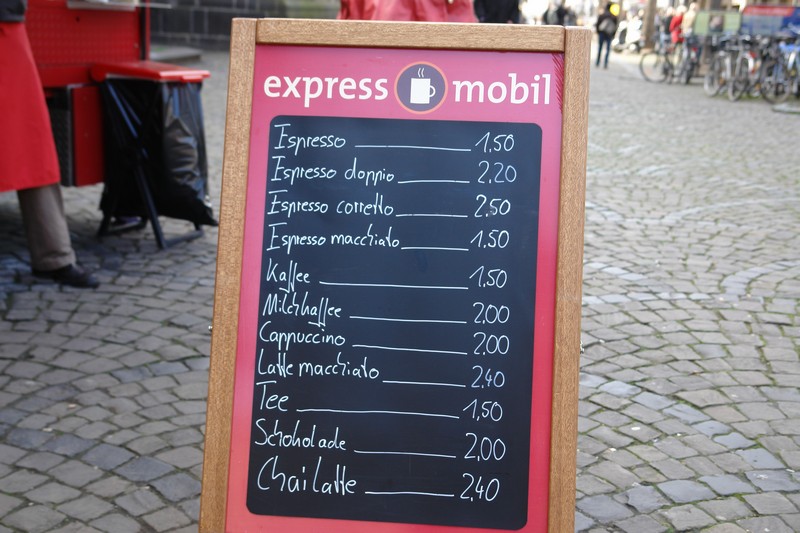 express mobil
Espresso 1,50
Espresso doppio 2,20
Espresso corretto 2,50
Espresso macchiato 1,50
Kaffee 1,50
Milchkaffee 2,00
Cappuccino 2,00
Latte macchiato 2,40
Tee 1,50
Schokolade 2,00
Chai Latte 2,40